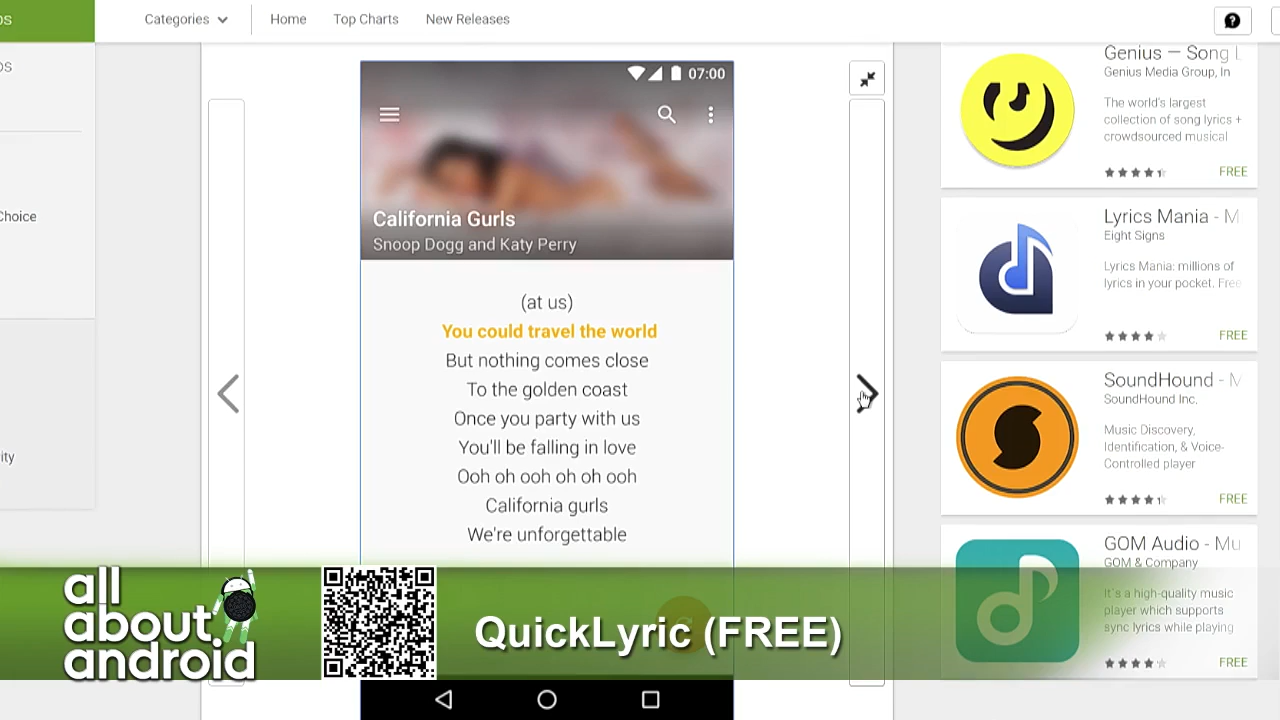 os
Categories
Home
Top Charts
New Releases
Choice
ity
07:00
California Gurls
Snoop Dogg and Katy Perry
(at us)
You could travel the world
But nothing comes close
To the golden coast
Once you party with us
You'll be falling in love
Ooh oh ooh oh oh ooh
California gurls
We're unforgettable
Genius — Song L
Genius Media Group, In
The world's largest
collection of song lyrics +
crowdsourced musical
FREE
Lyrics Mania - M
Eight Signs
Lyrics Mania: millions of
lyrics in your pocket. Free
FREE
SoundHound - M
SoundHound Inc.
Music Discovery,
Identification, & Voice-
Controlled player
FREE
GOM Audio - Mu
GOM & Company
It`s a high-quality music
player which supports
sync lyrics while playing
FREE
all
about
android
QuickLyric (FREE)